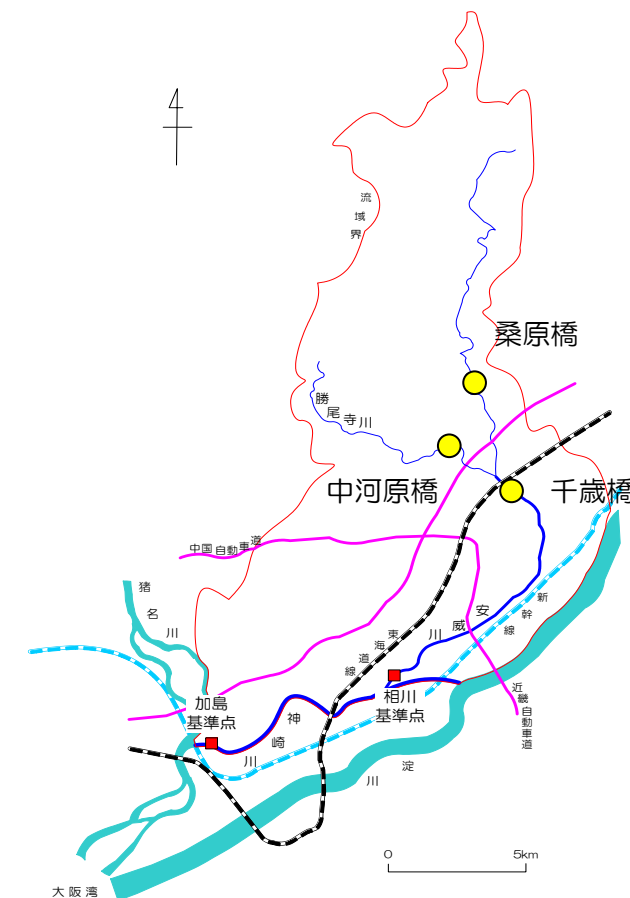 流域界
桑原橋
勝尾寺川
中河原橋
千歳橋
中国自動車道
猪名川
新幹線
安威川
東海道線
加島
基準点
相川
基準点
神崎川
近畿自動車道
淀川
0 5km
大阪湾